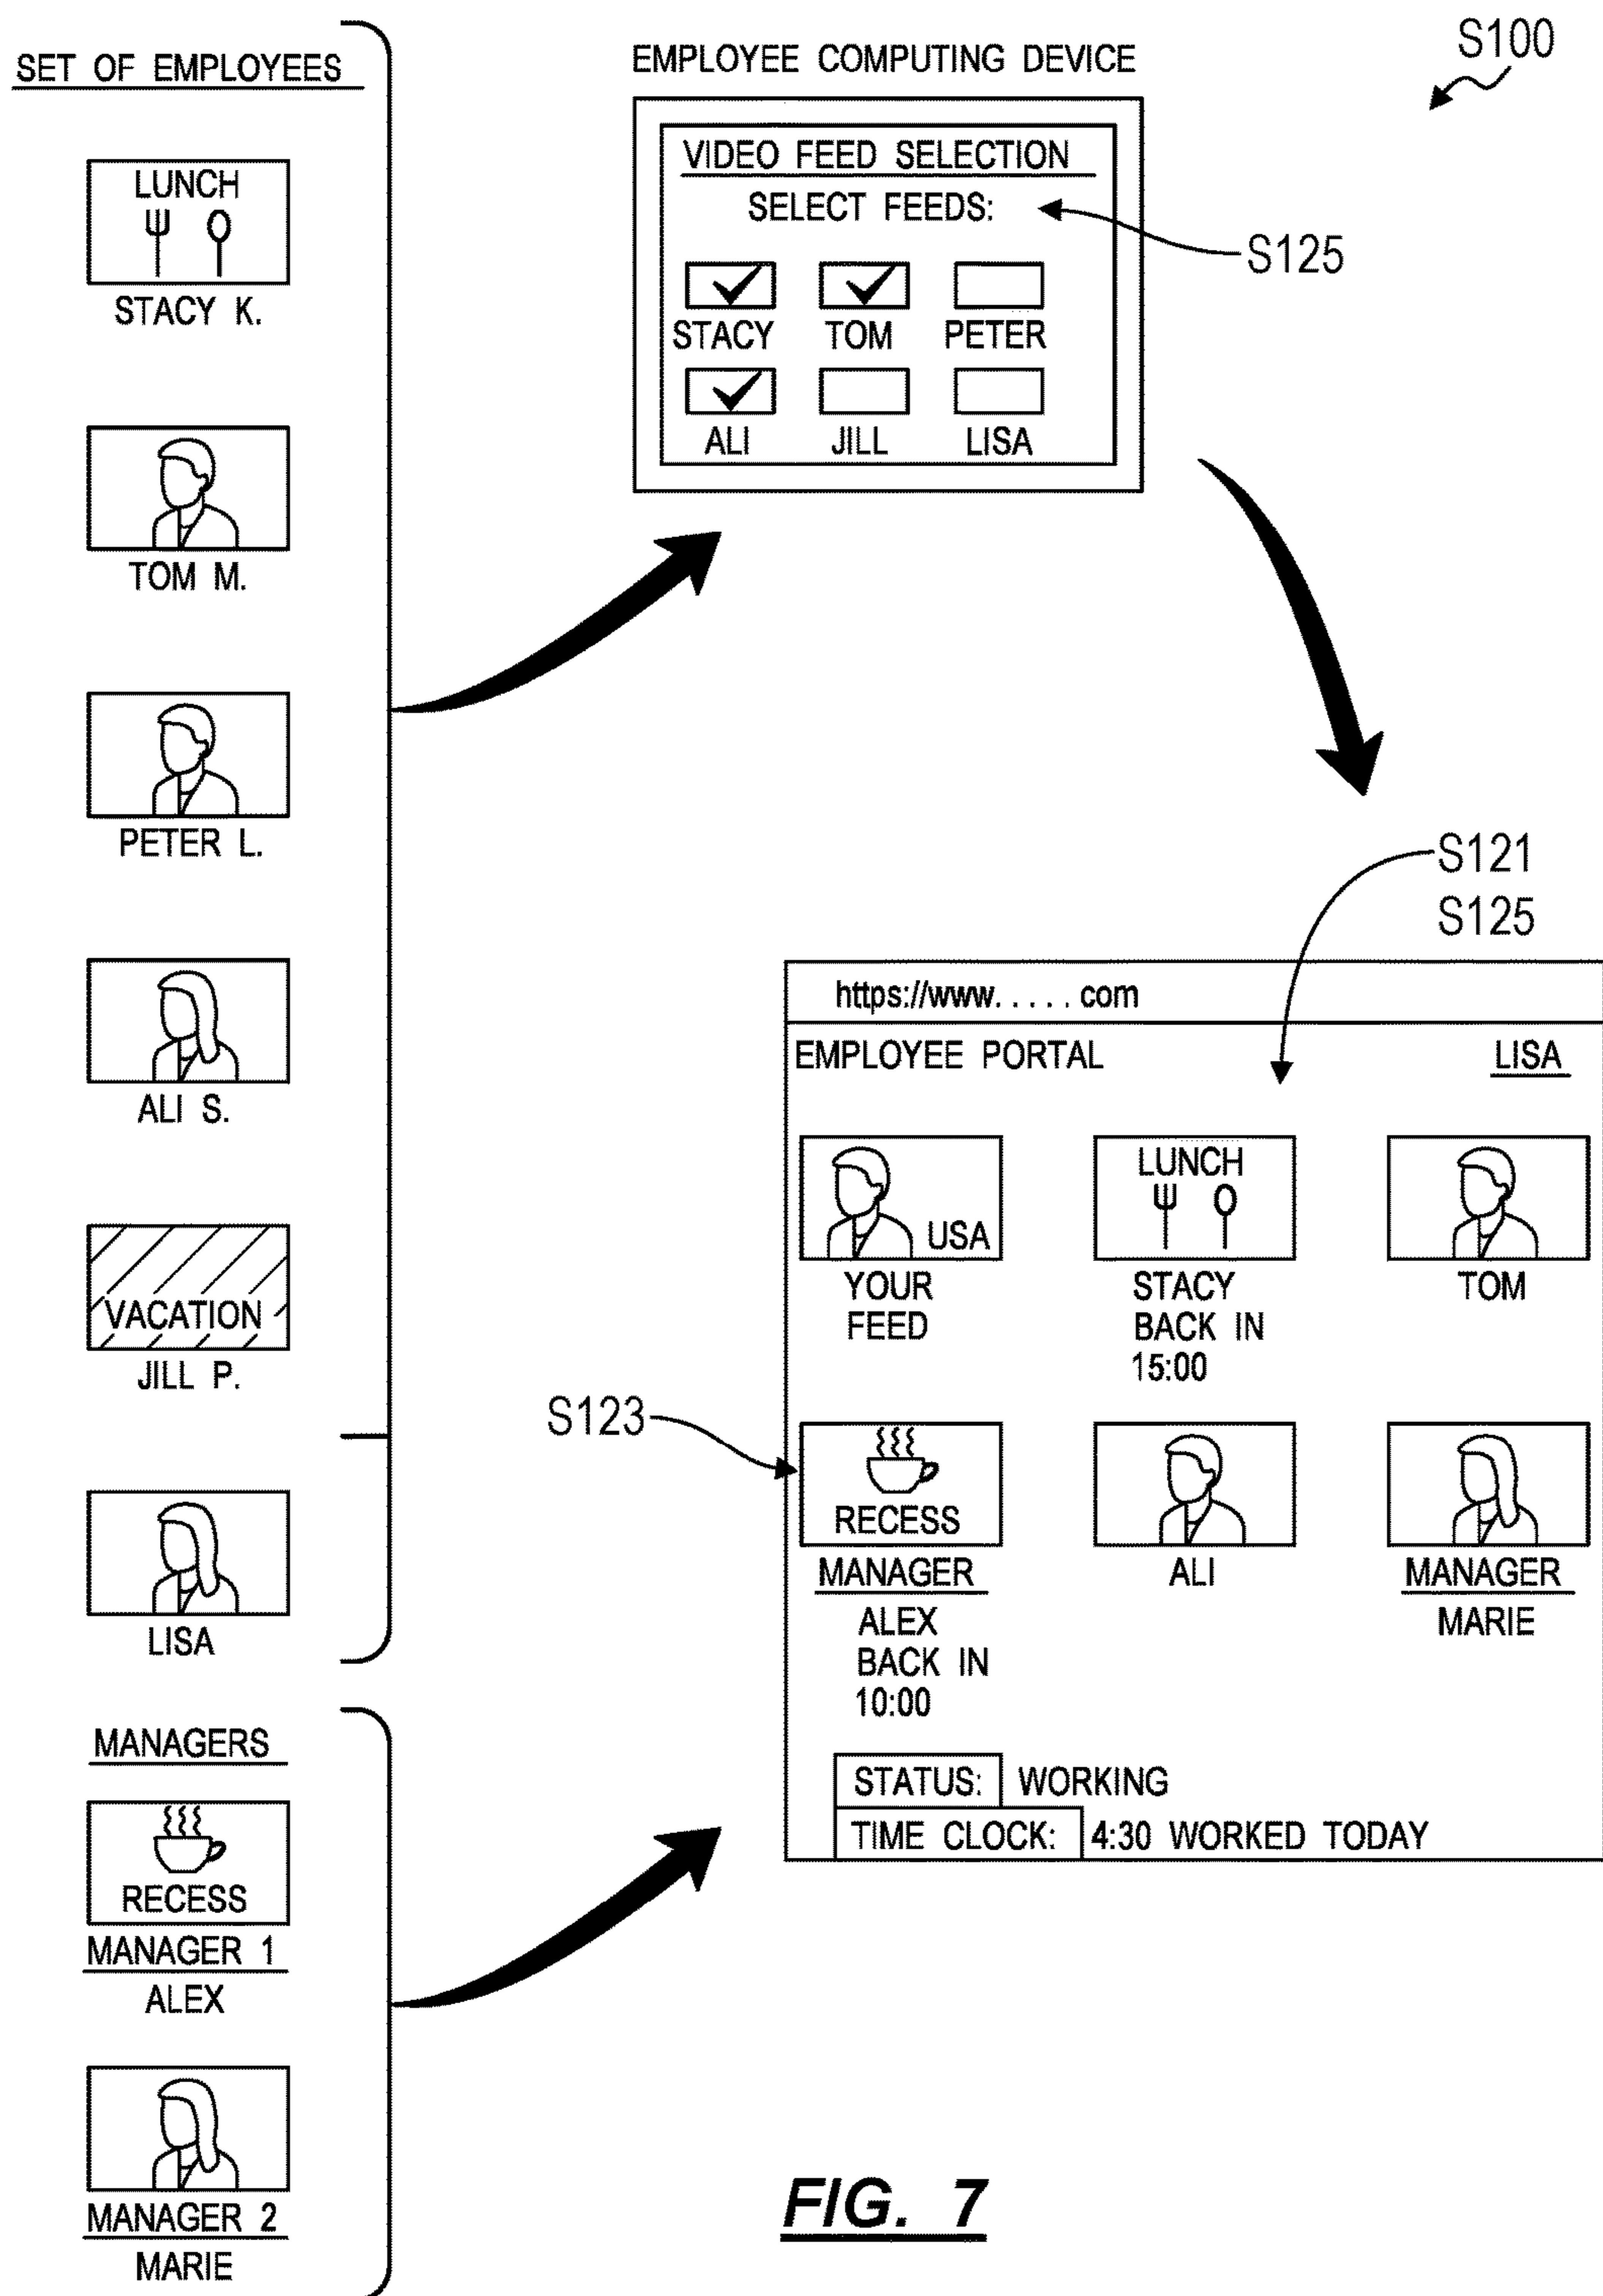 SET OF EMPLOYEES
LUNCH
STACY K.
TOM M.
PETER L.
ALI S.
VACATION
JILL P.
LISA
MANAGERS
RECESS
MANAGER 1
ALEX
MANAGER 2
MARIE
EMPLOYEE COMPUTING DEVICE
VIDEO FEED SELECTION
SELECT FEEDS:
STACY TOM PETER
ALI JILL LISA
S100
S125
S121
S125
https://www. . . . . com
EMPLOYEE PORTAL LISA
USA
YOUR
FEED
LUNCH
STACY
BACK IN
15:00
TOM
S123
RECESS
MANAGER
ALEX
BACK IN
10:00
ALI
MANAGER
MARIE
STATUS: WORKING
TIME CLOCK: 4:30 WORKED TODAY
FIG. 7